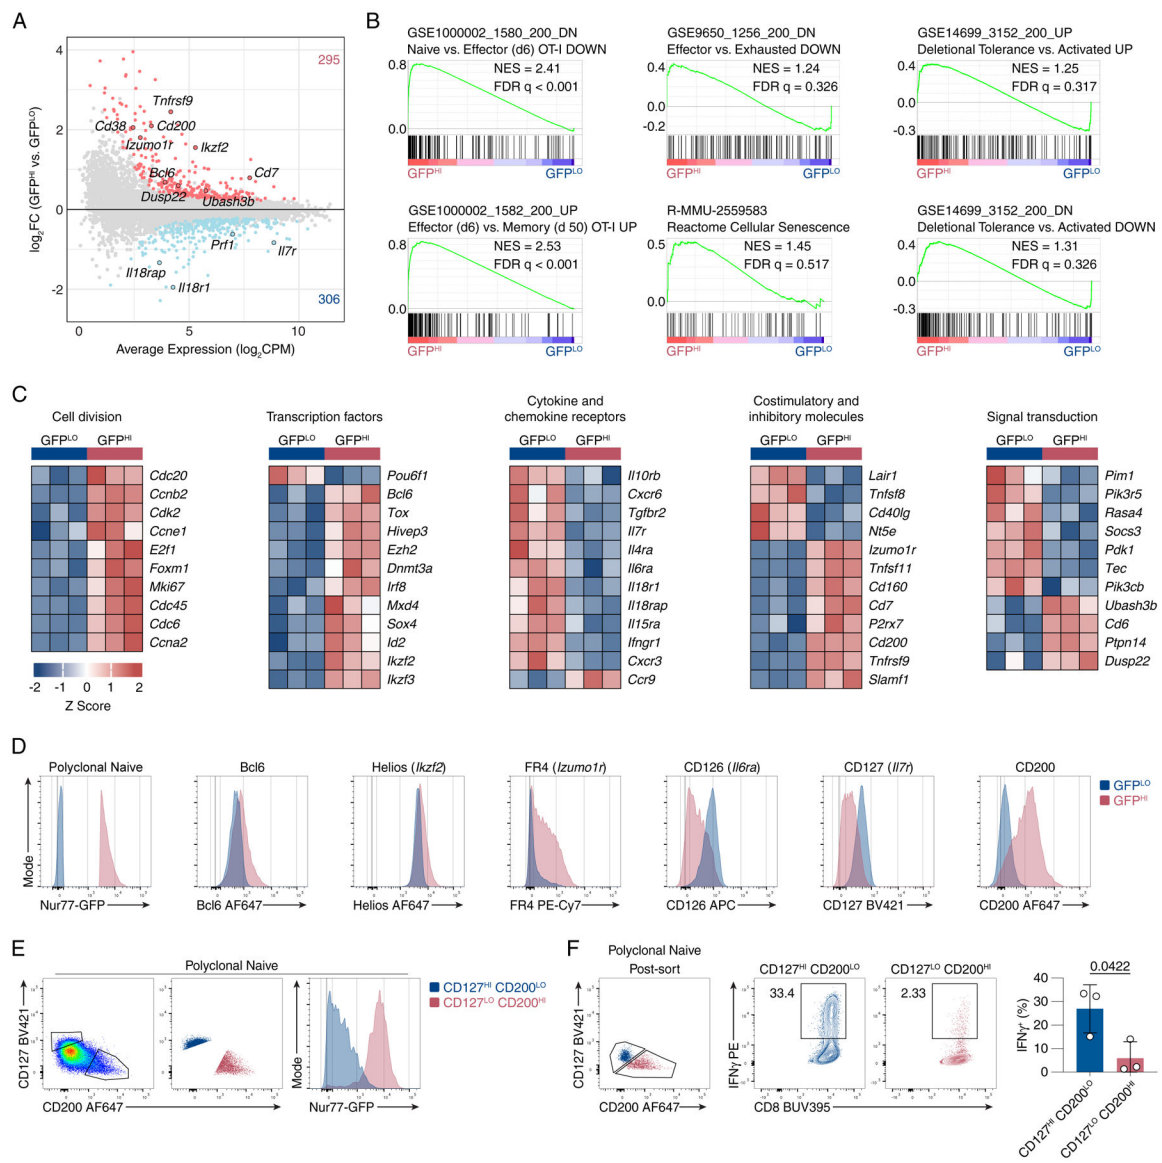 A
295
306
log2FC (GFPHI vs. GFPLO)
4
2
0
-2
0
5
10
Average Expression (log2CPM)
Tnfrsf9
Cd38
Cd200
Izumo1r
Ikzf2
Bcl6
Cd7
Dusp22
Ubash3b
Prf1
Il7r
Il18rap
Il18r1
B
GSE1000002_1580_200_DN
Naive vs. Effector (d6) OT-I DOWN
NES = 2.41
FDR q < 0.001
0.8
0.0
GFPHI
GFPLO
GSE9650_1256_200_DN
Effector vs. Exhausted DOWN
NES = 1.24
FDR q = 0.326
0.4
0.0
-0.2
GFPHI
GFPLO
GSE14699_3152_200_UP
Deletional Tolerance vs. Activated UP
NES = 1.25
FDR q = 0.317
0.4
0.0
-0.3
GFPHI
GFPLO
GSE1000002_1582_200_UP
Effector (d6) vs. Memory (d 50) OT-I UP
NES = 2.53
FDR q < 0.001
0.8
0.0
GFPHI
GFPLO
R-MMU-2559583
Reactome Cellular Senescence
NES = 1.45
FDR q = 0.517
0.5
0.0
GFPHI
GFPLO
GSE14699_3152_200_DN
Deletional Tolerance vs. Activated DOWN
NES = 1.31
FDR q = 0.326
0.4
0.0
-0.3
GFPHI
GFPLO
C
Cell division
GFPLO GFPHI
Cdc20
Ccnb2
Cdk2
Ccne1
E2f1
Foxm1
Mki67
Cdc45
Cdc6
Ccna2
-2 -1 0 1 2
Z Score
Transcription factors
GFPLO GFPHI
Pou6f1
Bcl6
Tox
Hivep3
Ezh2
Dnmt3a
Irf8
Mxd4
Sox4
Id2
Ikzf2
Ikzf3
Cytokine and
chemokine receptors
GFPLO GFPHI
Il10rb
Cxcr6
Tgfbr2
Il7r
Il4ra
Il6ra
Il18r1
Il18rap
Il15ra
Ifngr1
Cxcr3
Ccr9
Costimulatory and
inhibitory molecules
GFPLO GFPHI
Lair1
Tnfsf8
Cd40lg
Nt5e
Izumo1r
Tnfsf11
Cd160
Cd7
P2rx7
Cd200
Tnfrsf9
Slamf1
Signal transduction
GFPLO GFPHI
Pim1
Pik3r5
Rasa4
Socs3
Pdk1
Tec
Pik3cb
Ubash3b
Cd6
Ptpn14
Dusp22
D
Polyclonal Naive
Mode
Nur77-GFP
Bcl6
Bcl6 AF647
Helios (Ikzf2)
Helios AF647
FR4 (Izumo1r)
FR4 PE-Cy7
CD126 (Il6ra)
CD126 APC
CD127 (Il7r)
CD127 BV421
CD200
CD200 AF647
GFPLO
GFPHI
E
Polyclonal Naive
CD127 BV421
CD200 AF647
Mode
Nur77-GFP
CD127HI CD200LO
CD127LO CD200HI
F
Polyclonal Naive
Post-sort
CD127 BV421
CD200 AF647
CD127HI CD200LO
33.4
IFNγ PE
CD127LO CD200HI
2.33
CD8 BUV395
0.0422
IFNγ+ (%)
40
30
20
10
0
CD127HI CD200LO
CD127LO CD200HI